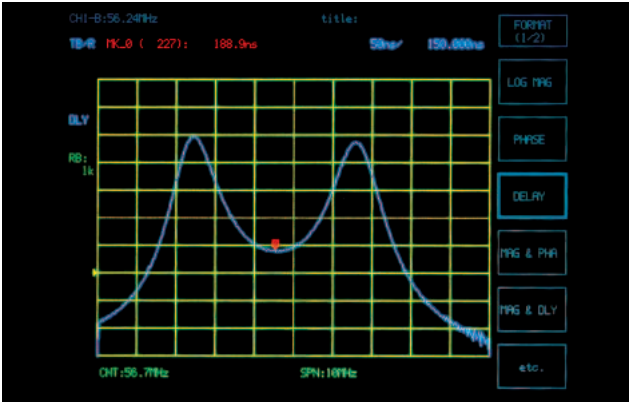 CHI-B:56.24MHz
title:
TB/R MK_0 ( 227): 188.9ns 50ns/ 150.000ns
DLY
RB:
1k
CNT:56.7MHz SPN:10MHz
FORMAT
(1/2)
LOG MAG
PHASE
DELAY
MAG & PHA
MAG & DLY
etc.